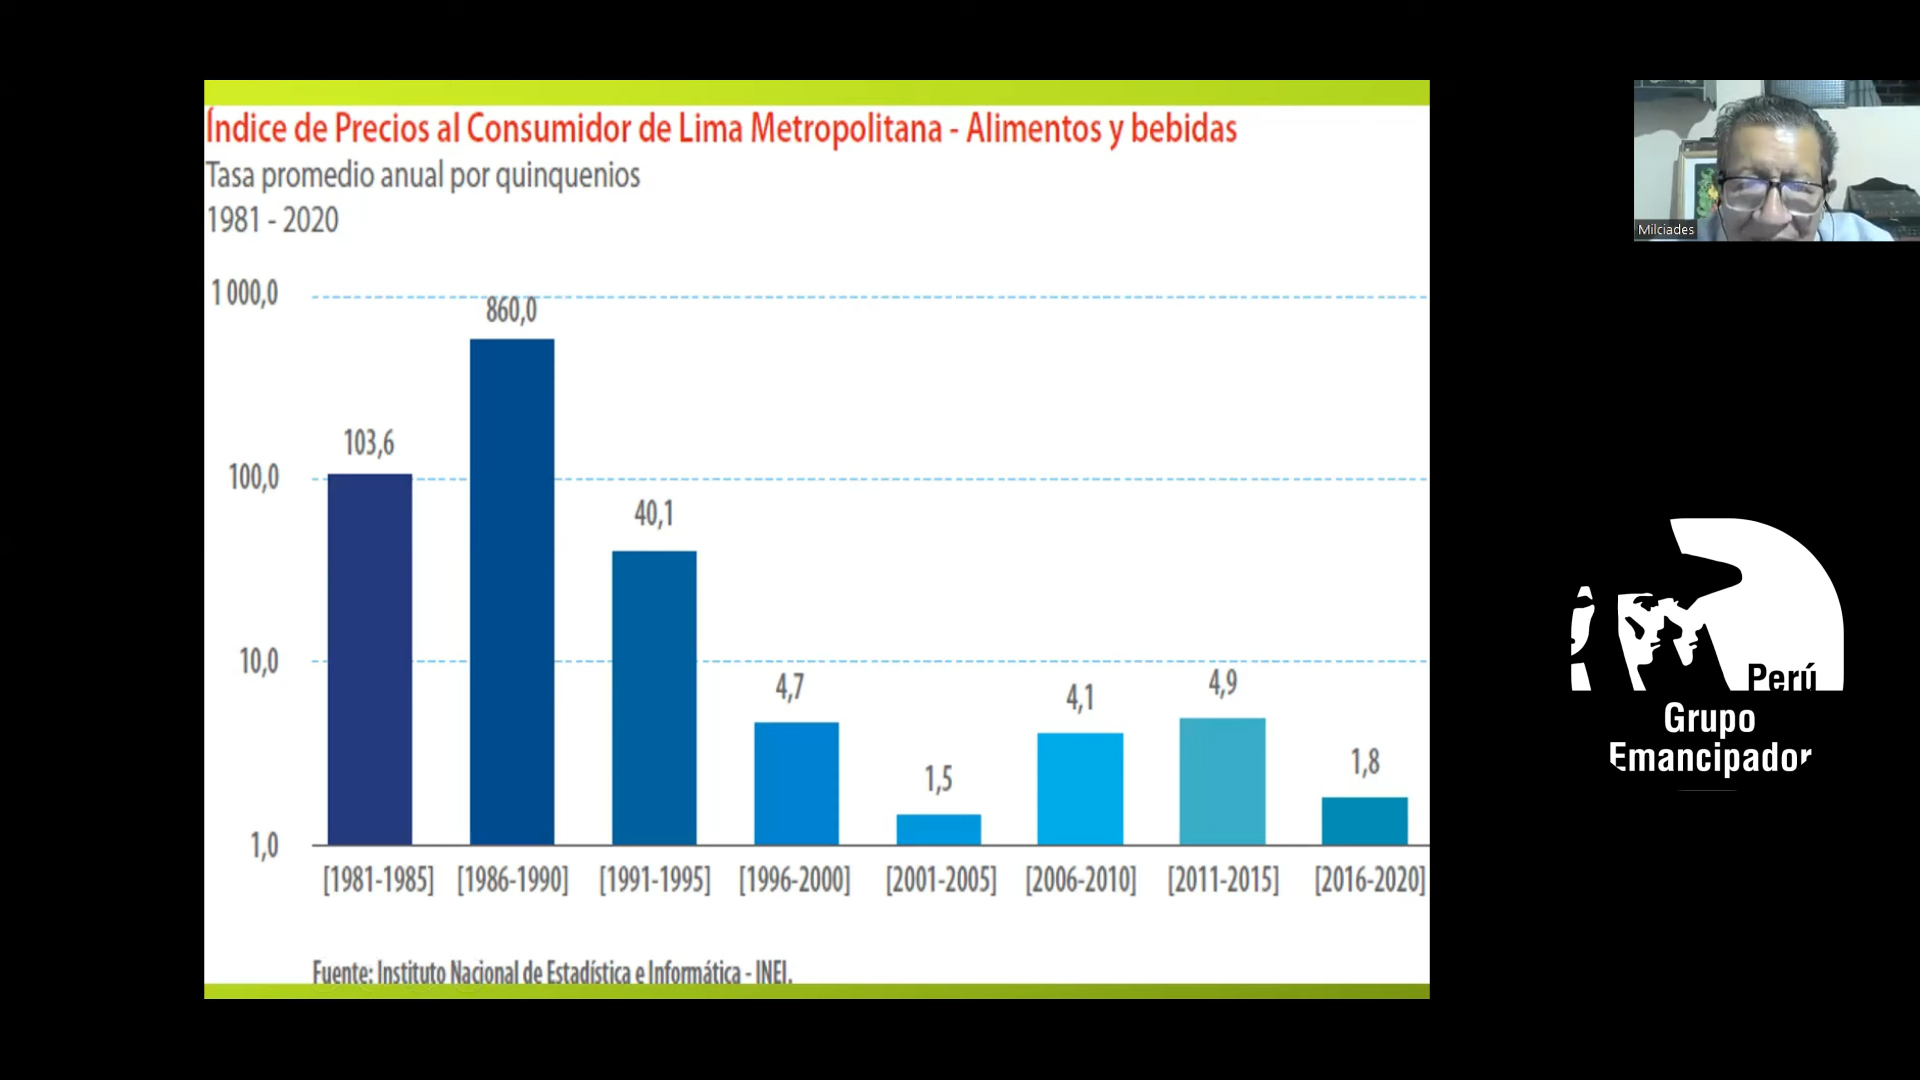 Índice de Precios al Consumidor de Lima Metropolitana - Alimentos y bebidas
Tasa promedio anual por quinquenios
1981 - 2020
1 000,0
860,0
103,6
100,0
40,1
10,0
4,7
1,5
4,1
4,9
1,8
1,0
[1981-1985] [1986-1990] [1991-1995] [1996-2000] [2001-2005] [2006-2010] [2011-2015] [2016-2020]
Fuente: Instituto Nacional de Estadística e Informática - INEI.
Milciades
Perú
Grupo
Emancipador